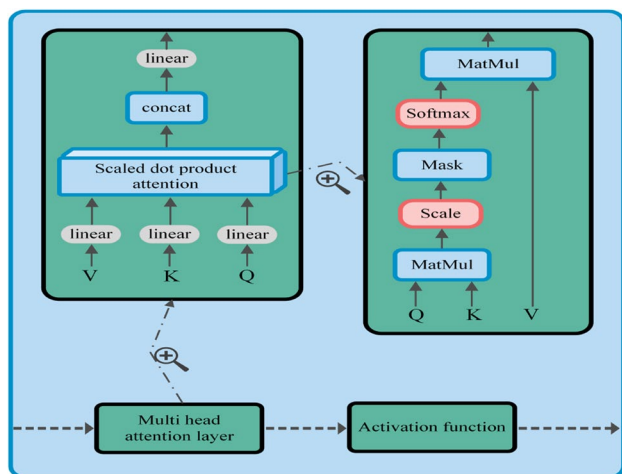 linear
concat
Scaled dot product
attention
linear linear linear
V K Q
MatMul
Softmax
Mask
Scale
MatMul
Q K V
Multi head
attention layer
Activation function